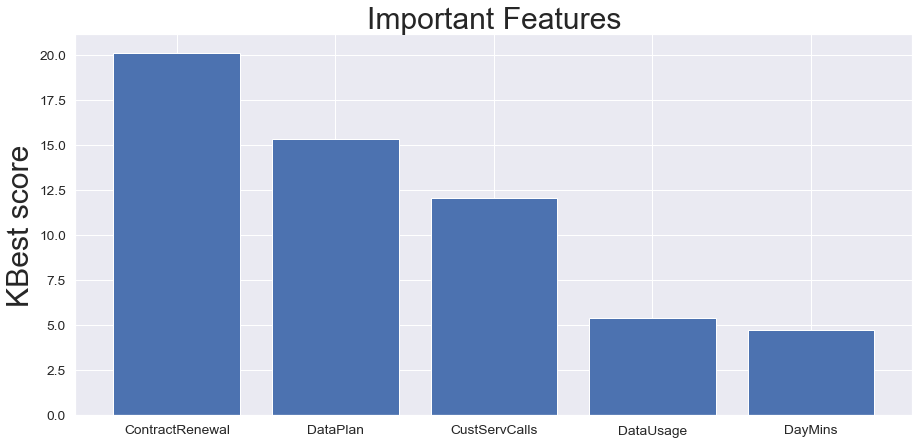 Important Features
KBest score
20.0
17.5
15.0
12.5
10.0
7.5
5.0
2.5
0.0
ContractRenewal
DataPlan
CustServCalls
DataUsage
DayMins